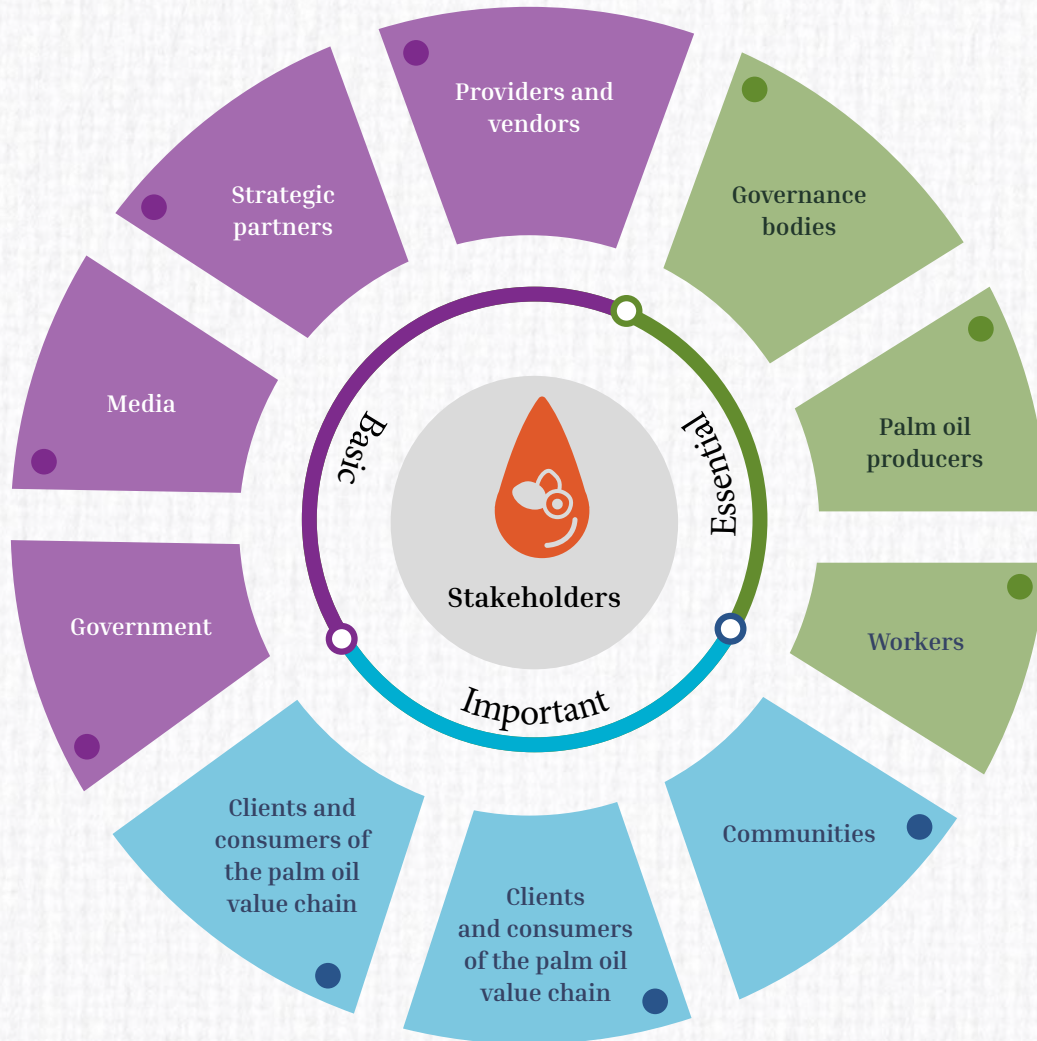 Providers and
vendors
Governance
bodies
Palm oil
producers
Workers
Communities
Clients
and consumers
of the palm oil
value chain
Clients and
consumers of
the palm oil
value chain
Government
Media
Strategic
partners
Basic
Essential
Important
Stakeholders